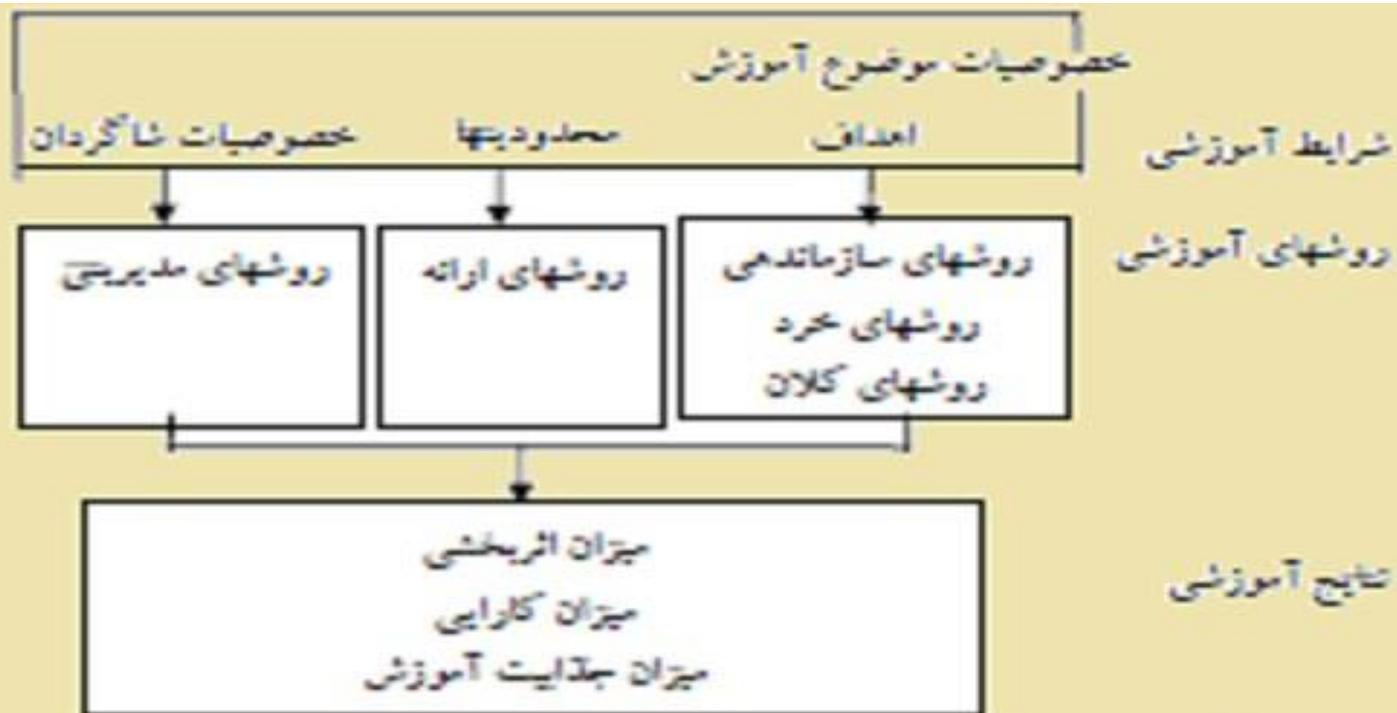 خصوصیات موضوع آموزش
شرایط آموزشی
اهداف
محدودیتها
خصوصیات شاگردان
روشهای آموزشی
روشهای سازماندهی
روشهای خرد
روشهای کلان
روشهای ارائه
روشهای مدیریتی
نتایج آموزشی
میزان اثربخشی
میزان کارایی
میزان جذابیت آموزش